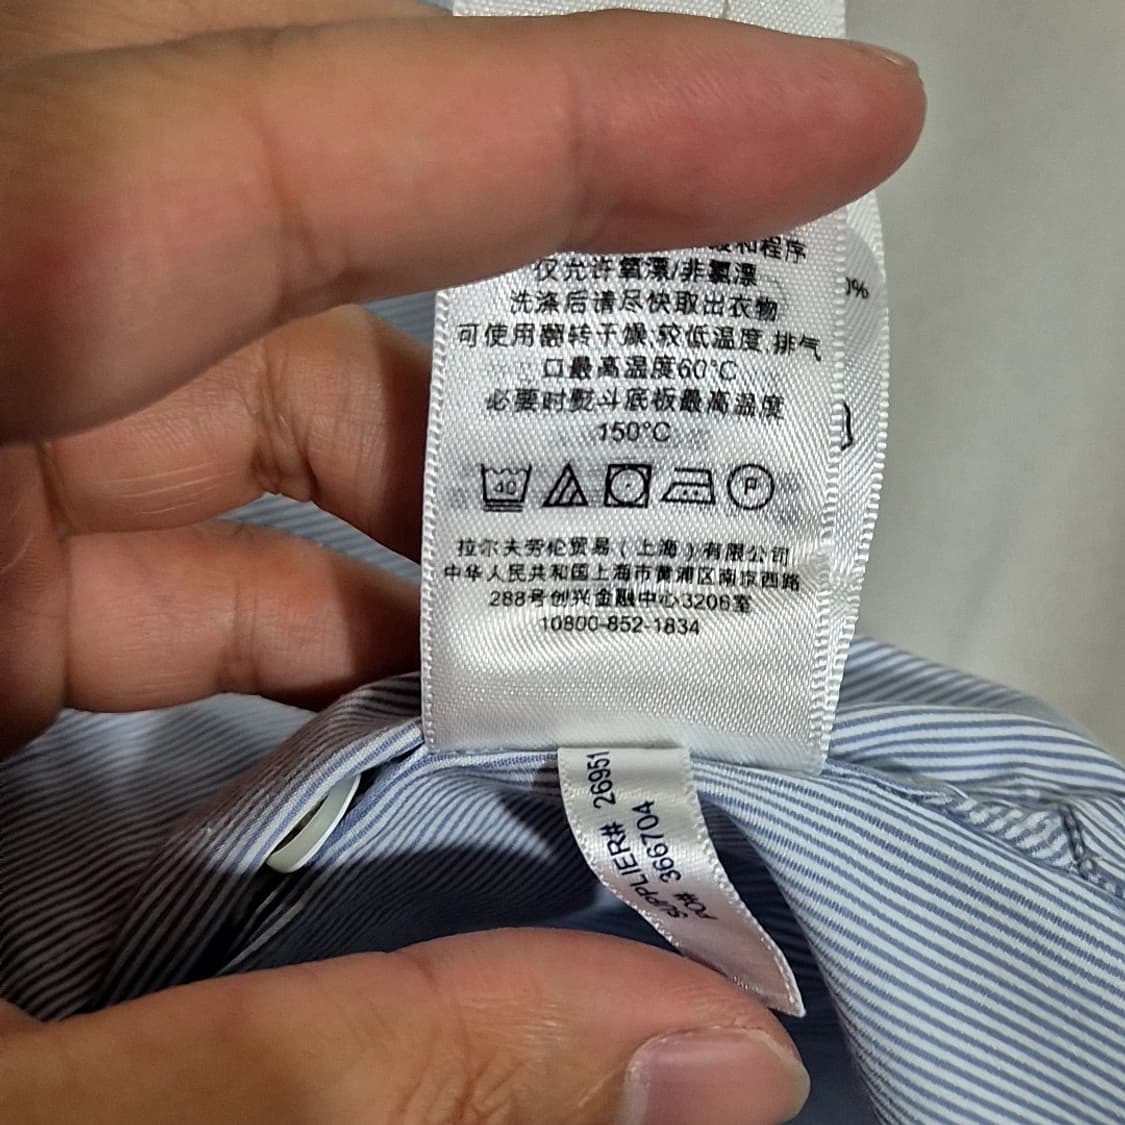 和程序
仅允许氧漂/非氯漂
洗涤后请尽快取出衣物
可使用翻转干燥,较低温度,排气
口最高温度60°C
必要时熨斗底板最高温度
150°C
40
P
拉尔夫劳伦贸易(上海)有限公司
中华人民共和国上海市黄浦区南京西路
288号创兴金融中心3206室
10800-852-1834
0%
SUPPLIER# 26951
PO# 366704